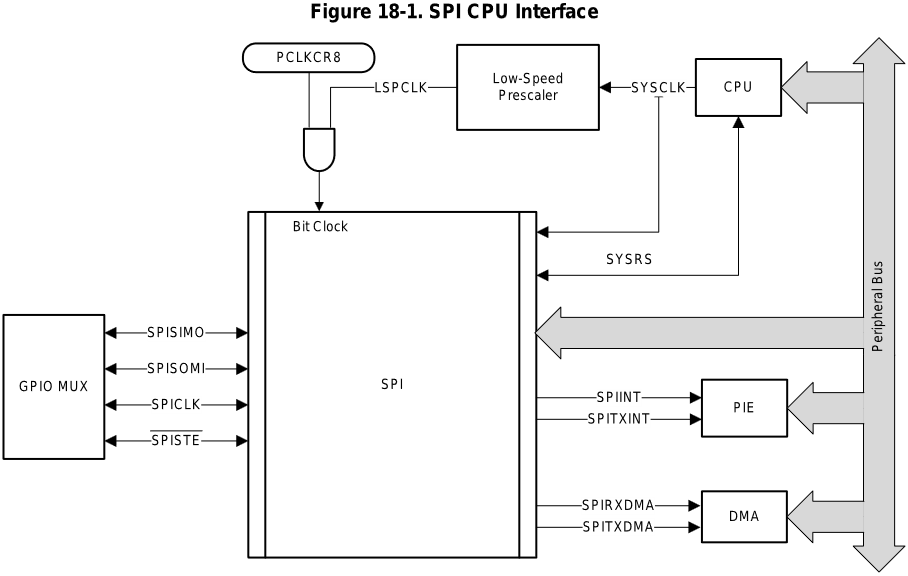 Figure 18-1. SPI CPU Interface
PCLKCR8
LSPCLK
Low-Speed
Prescaler
SYSCLK
CPU
Bit Clock
SYSRS
Peripheral Bus
GPIO MUX
SPISIMO
SPISOMI
SPICLK
SPISTE
SPI
SPIINT
SPITXINT
PIE
SPIRXDMA
SPITXDMA
DMA